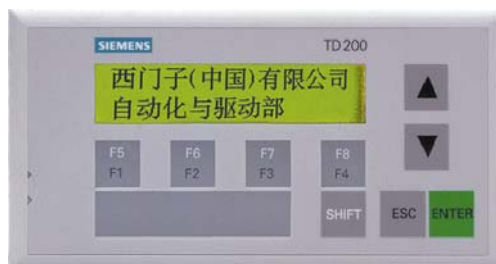 SIEMENS TD 200
西门子(中国)有限公司
自动化与驱动部
F5 F6 F7 F8
F1 F2 F3 F4
SHIFT ESC ENTER